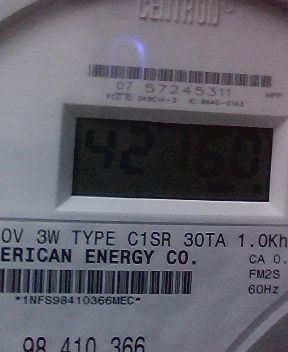 CENTRON
07 57245311
42760
0V 3W TYPE C1SR 30TA 1.0Kh
ERICAN ENERGY CO.
CA 0.
FM2S
60Hz
*1NFS98410366MEC*
98 410 366